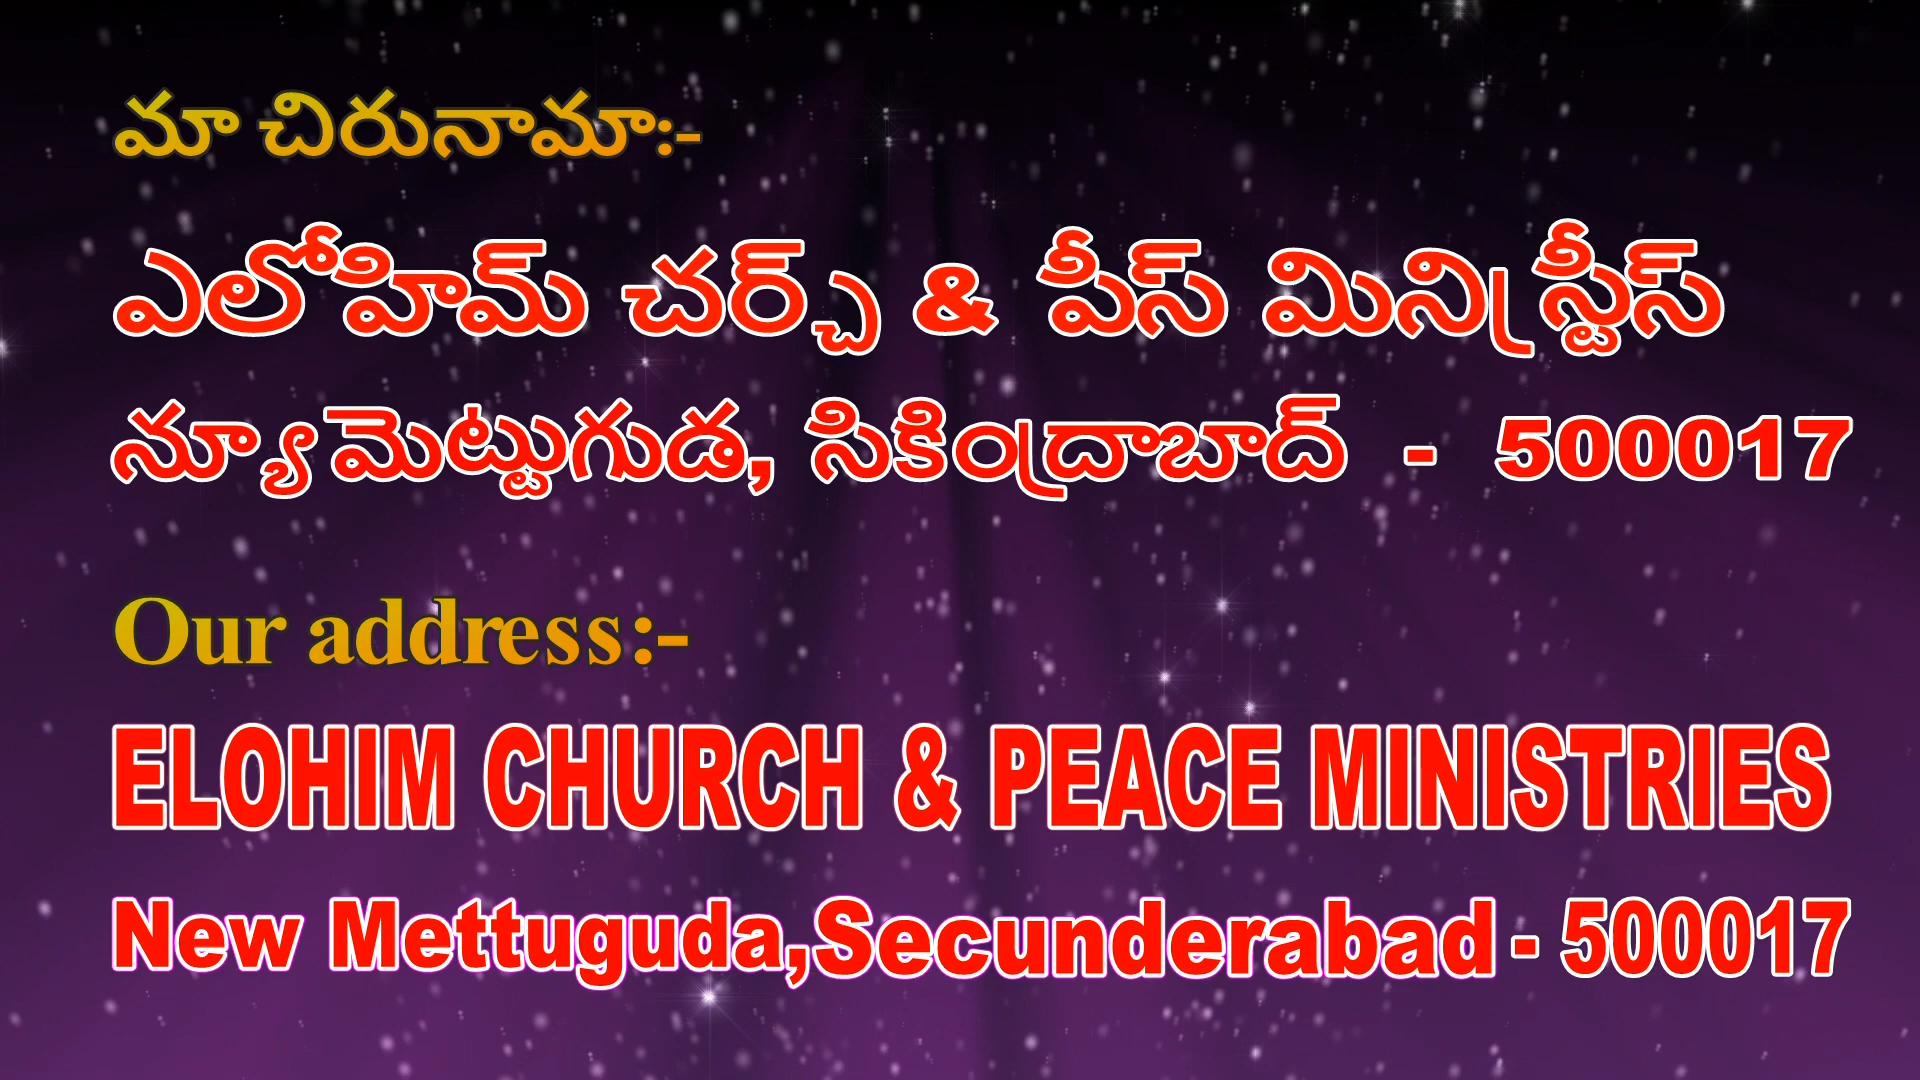 మా చిరునామా:-
ఎలోహిమ్ చర్చ్ & పీస్ మినిస్ట్రీస్
న్యూమెట్టుగుడ, సికింద్రాబాద్ - 500017
Our address:-
ELOHIM CHURCH & PEACE MINISTRIES
New Mettuguda,Secunderabad - 500017